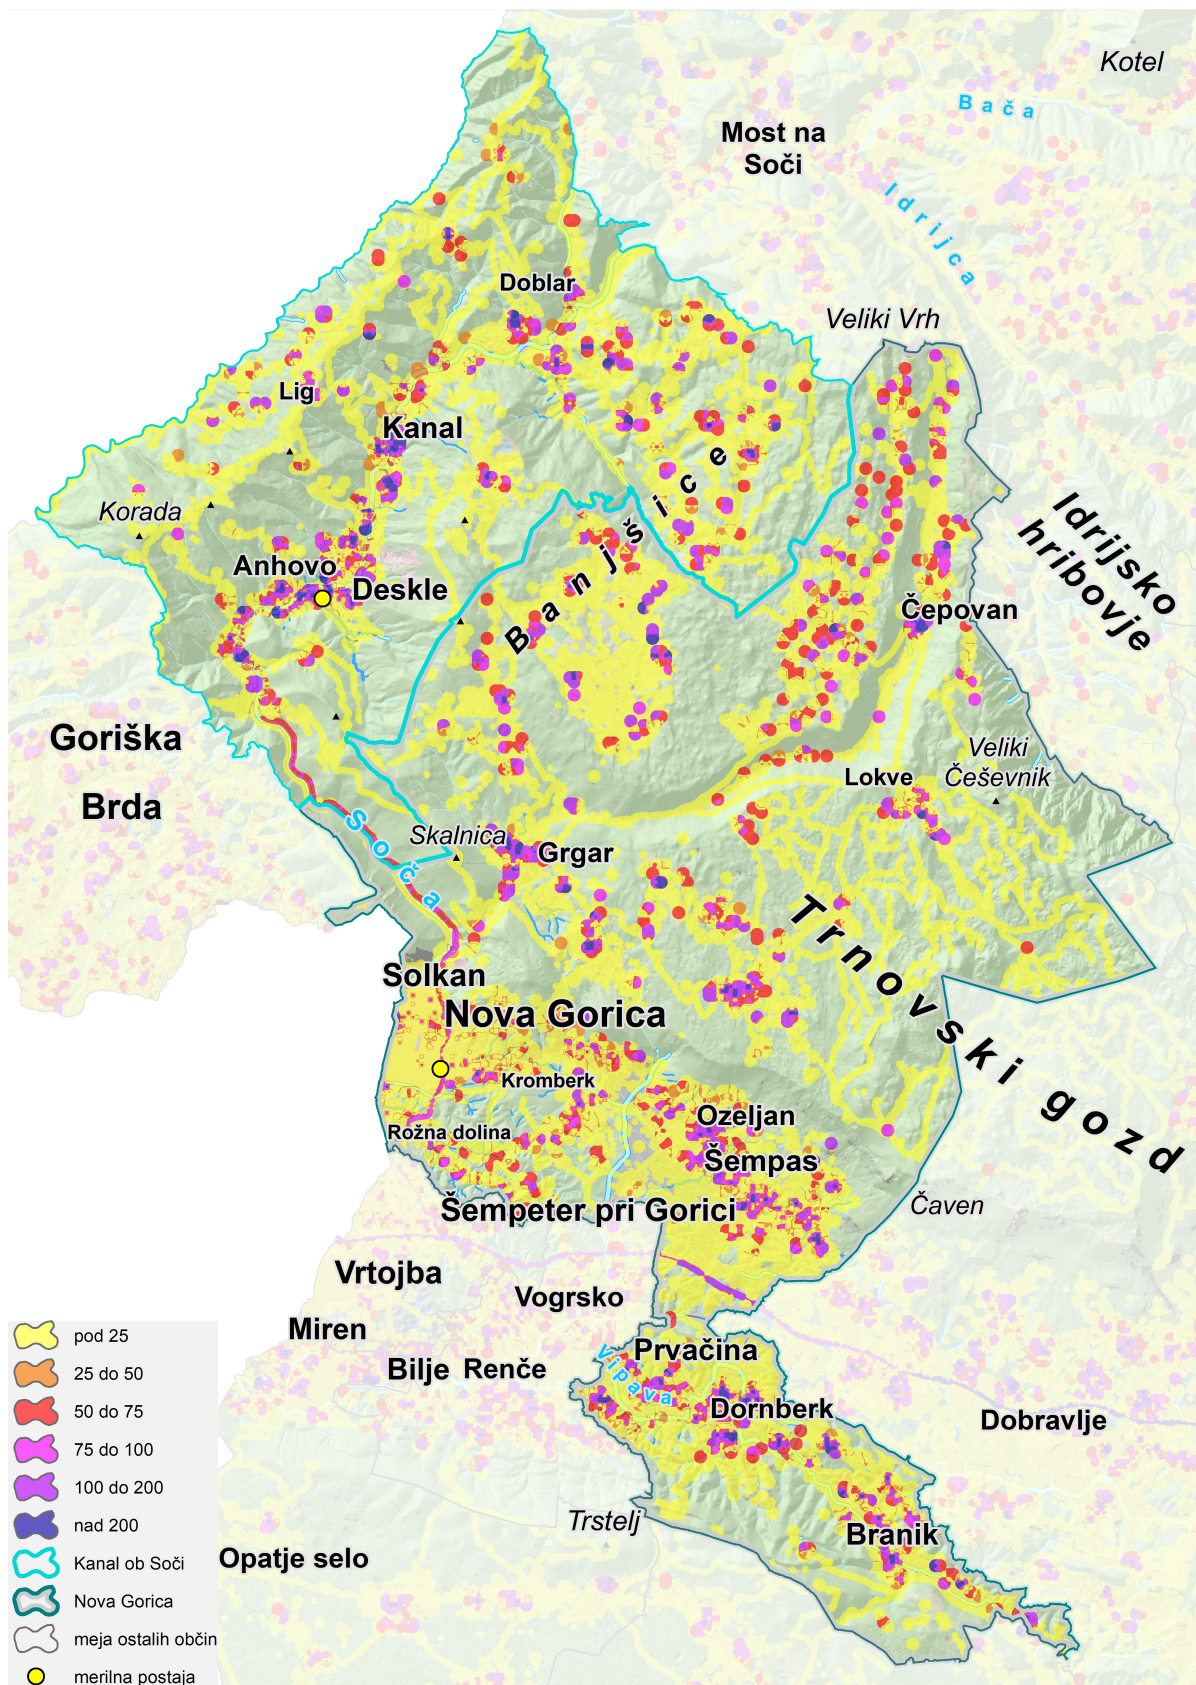 Kotel
Bača
Most na
Soči
Idrijca
Doblar
Veliki Vrh
Lig
Kanal
Banjšice
Korada
Idrijsko
hribovje
Anhovo
Deskle
Čepovan
Goriška
Brda
Veliki
Češevnik
Lokve
Soča
Skalnica
Grgar
Trnovski gozd
Solkan
Nova Gorica
Kromberk
Ozeljan
Rožna dolina
Šempas
Šempeter pri Gorici
Čaven
Vrtojba
Vogrsko
Miren
Prvačina
Bilje
Renče
Vipava
Dornberk
Dobravlje
Trstelj
Branik
Opatje selo
pod 25
25 do 50
50 do 75
75 do 100
100 do 200
nad 200
Kanal ob Soči
Nova Gorica
meja ostalih občin
merilna postaja